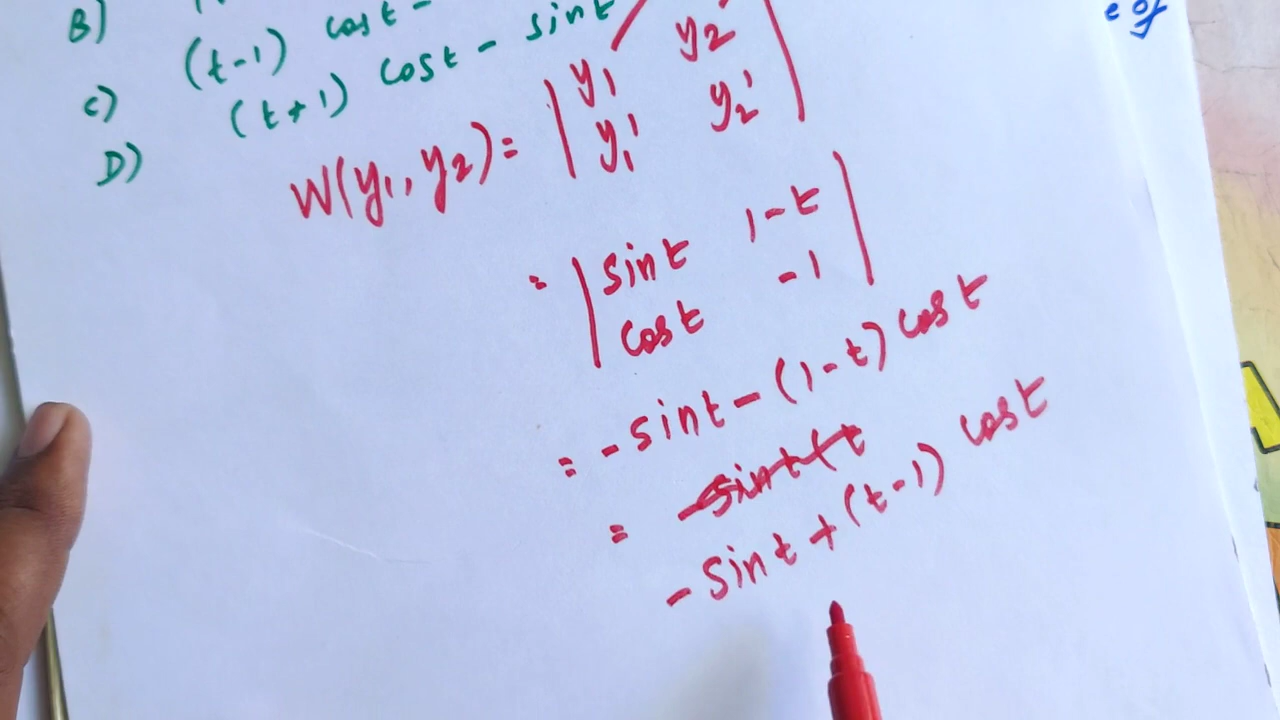 B)
(t-1) cost -
c) (t+1) cost - sint
D)
W(y1, y2) = | y1 y2 |
| y1' y2' |
= | sint 1-t |
| cost -1 |
= -sint - (1-t) cost
=
-sint + (t-1) cost
of